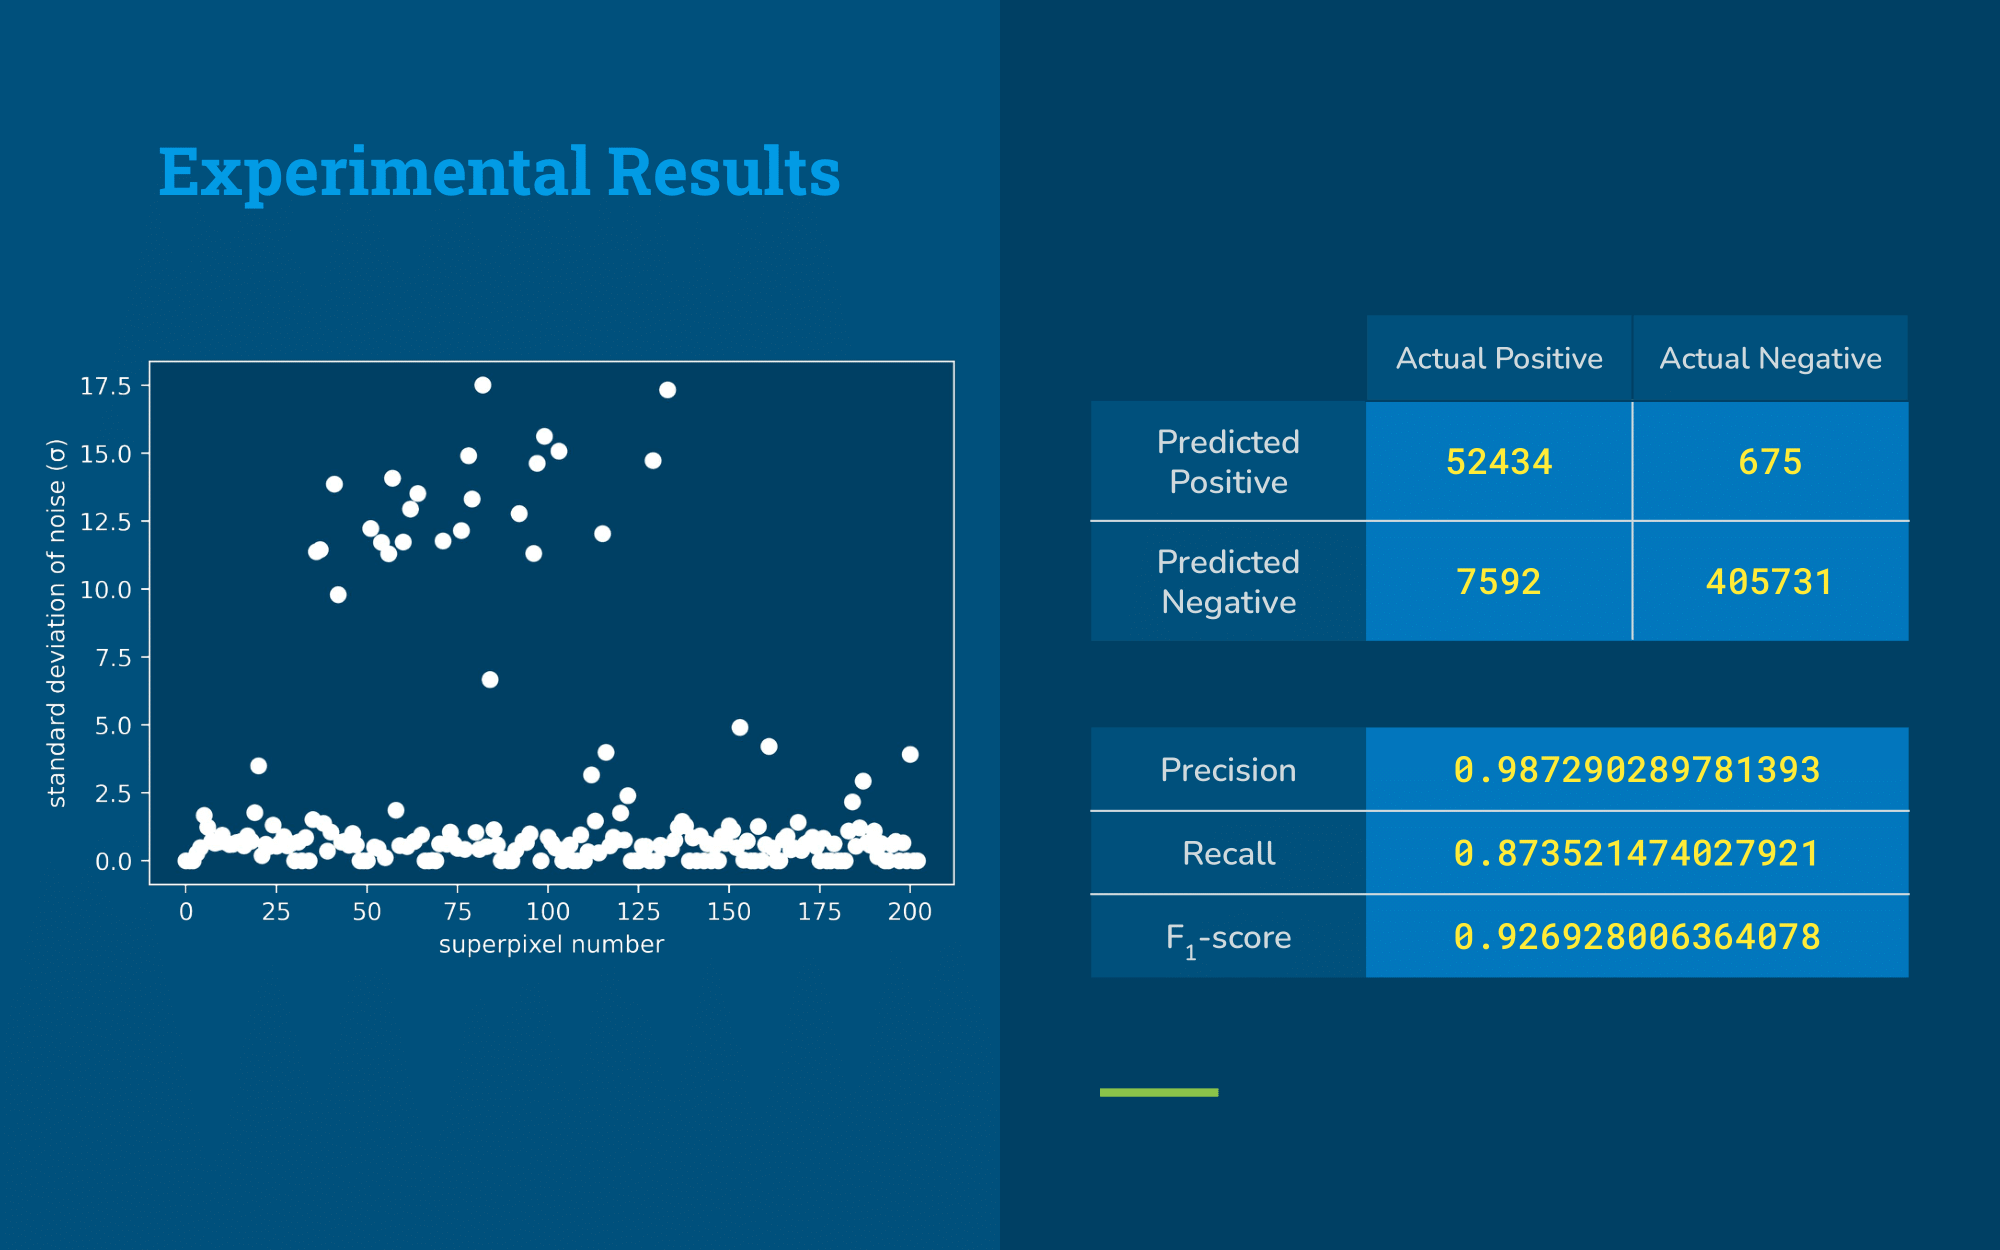 Experimental Results
17.5
15.0
12.5
10.0
7.5
5.0
2.5
0.0
standard deviation of noise (σ)
0 25 50 75 100 125 150 175 200
superpixel number
Actual Positive Actual Negative
Predicted
Positive
52434 675
Predicted
Negative
7592 405731
Precision 0.987290289781393
Recall 0.873521474027921
F₁-score 0.926928006364078